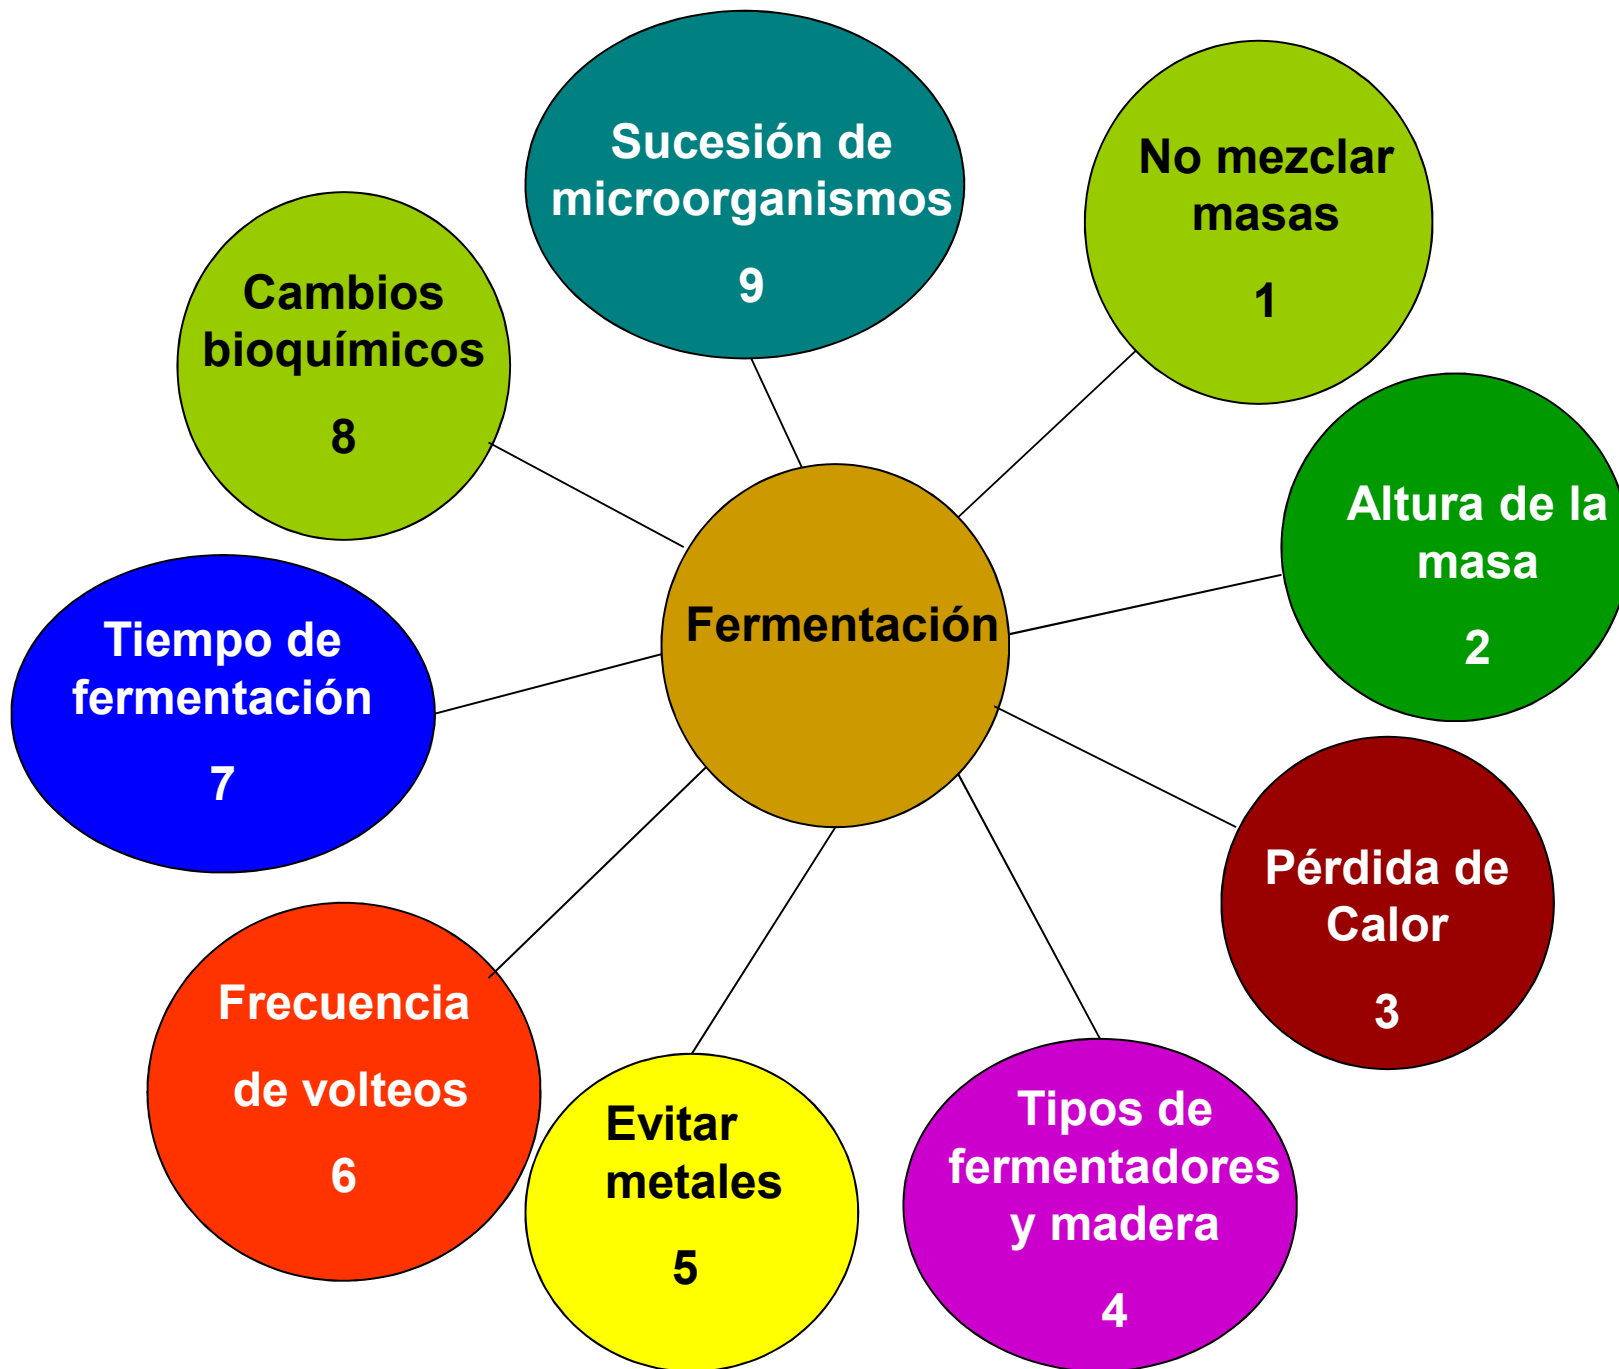 Fermentación
No mezclar
masas
1
Altura de la
masa
2
Pérdida de
Calor
3
Tipos de
fermentadores
y madera
4
Evitar
metales
5
Frecuencia
de volteos
6
Tiempo de
fermentación
7
Cambios
bioquímicos
8
Sucesión de
microorganismos
9